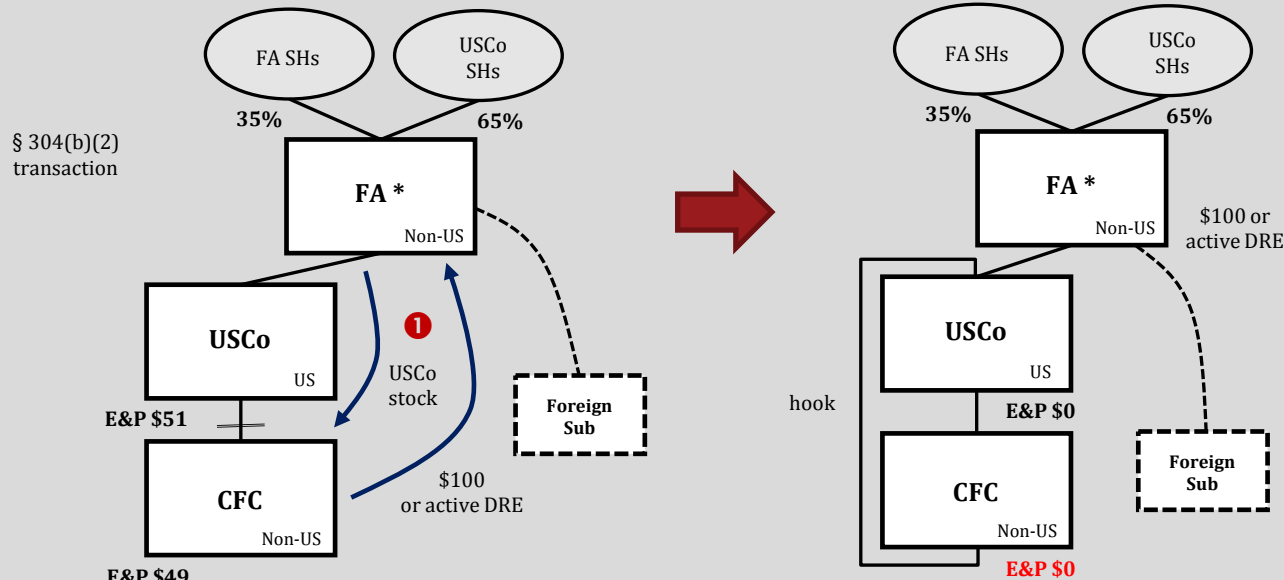 FA SHs
USCo
SHs
35%
65%
§ 304(b)(2)
transaction
FA *
Non-US
❶
USCo
stock
USCo
US
E&P $51
CFC
Non-US
E&P $49
$100
or active DRE
Foreign
Sub
FA SHs
USCo
SHs
35%
65%
FA *
Non-US
$100 or
active DRE
hook
USCo
US
E&P $0
CFC
Non-US
E&P $0
Foreign
Sub